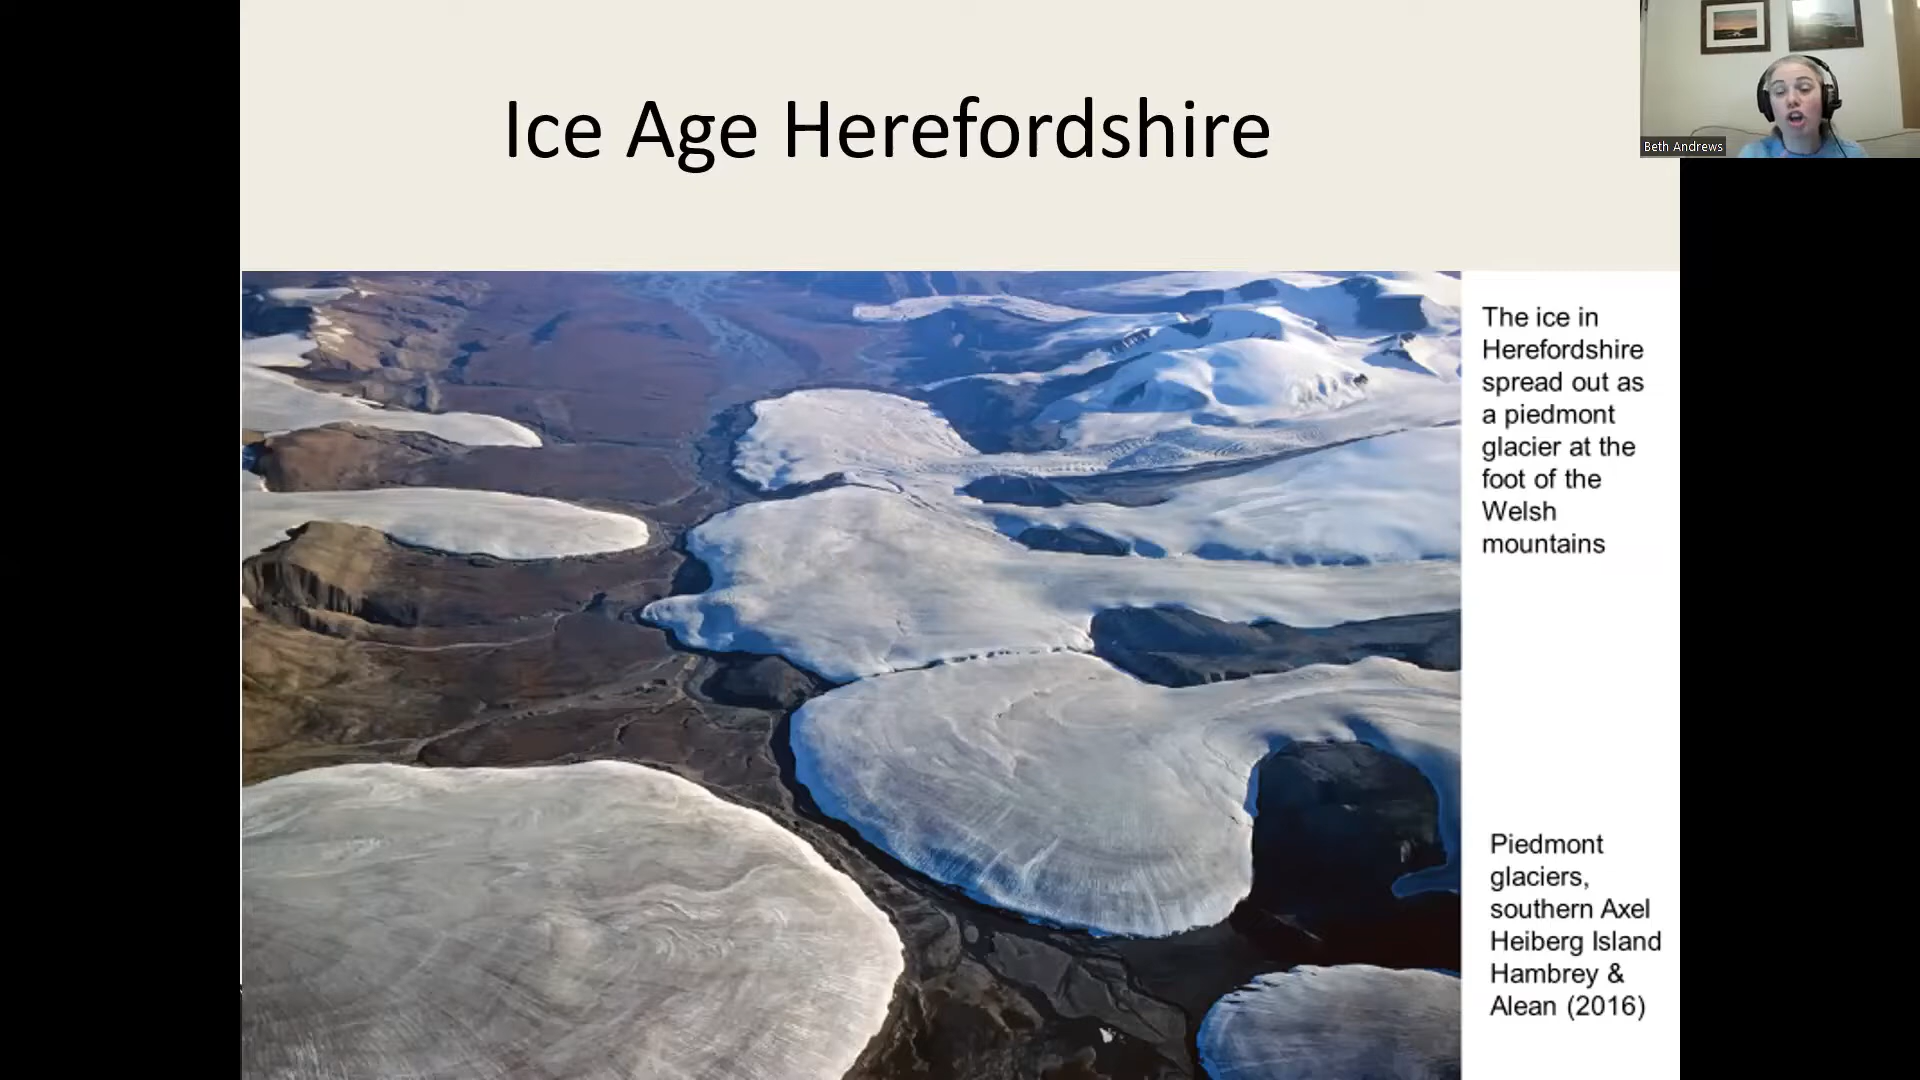 Ice Age Herefordshire
Beth Andrews
The ice in
Herefordshire
spread out as
a piedmont
glacier at the
foot of the
Welsh
mountains
Piedmont
glaciers,
southern Axel
Heiberg Island
Hambrey &
Alean (2016)